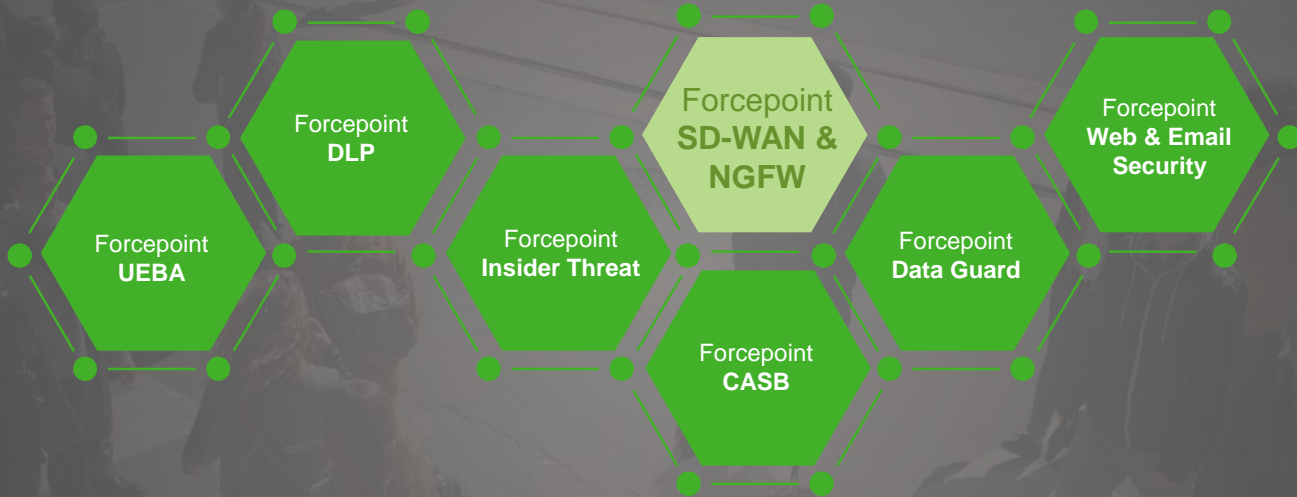 Forcepoint
UEBA
Forcepoint
DLP
Forcepoint
Insider Threat
Forcepoint
SD-WAN &
NGFW
Forcepoint
CASB
Forcepoint
Data Guard
Forcepoint
Web & Email
Security